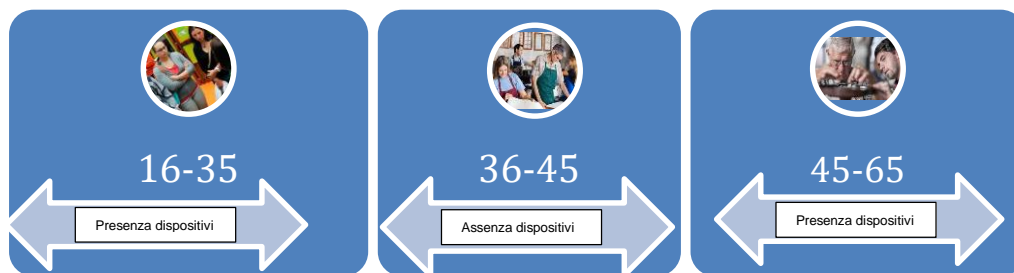 16-35
36-45
45-65
Presenza dispositivi
Assenza dispositivi
Presenza dispositivi